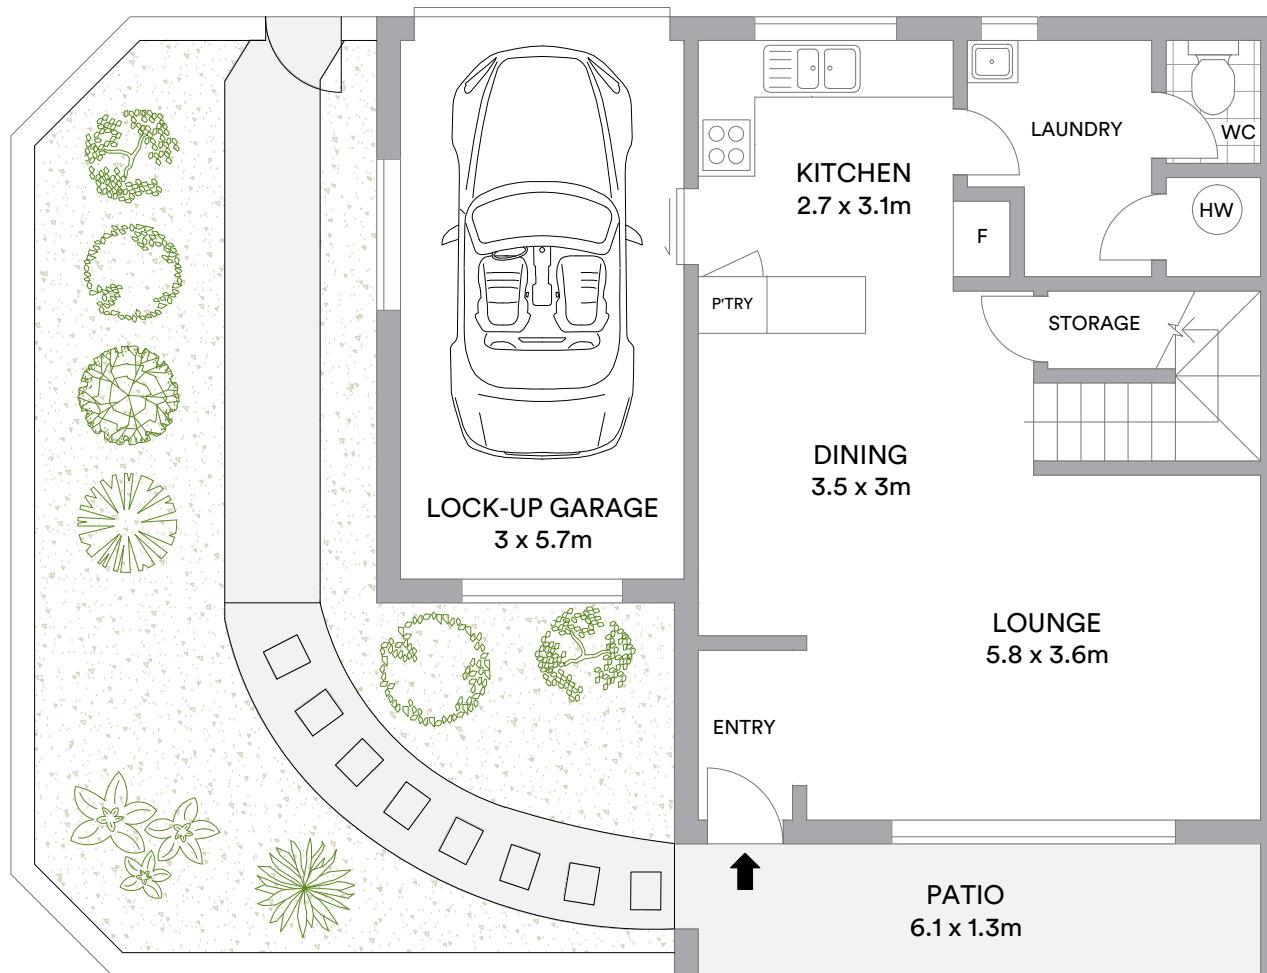 LAUNDRY
WC
KITCHEN
2.7 x 3.1m
HW
F
P'TRY
STORAGE
DINING
3.5 x 3m
LOCK-UP GARAGE
3 x 5.7m
LOUNGE
5.8 x 3.6m
ENTRY
PATIO
6.1 x 1.3m